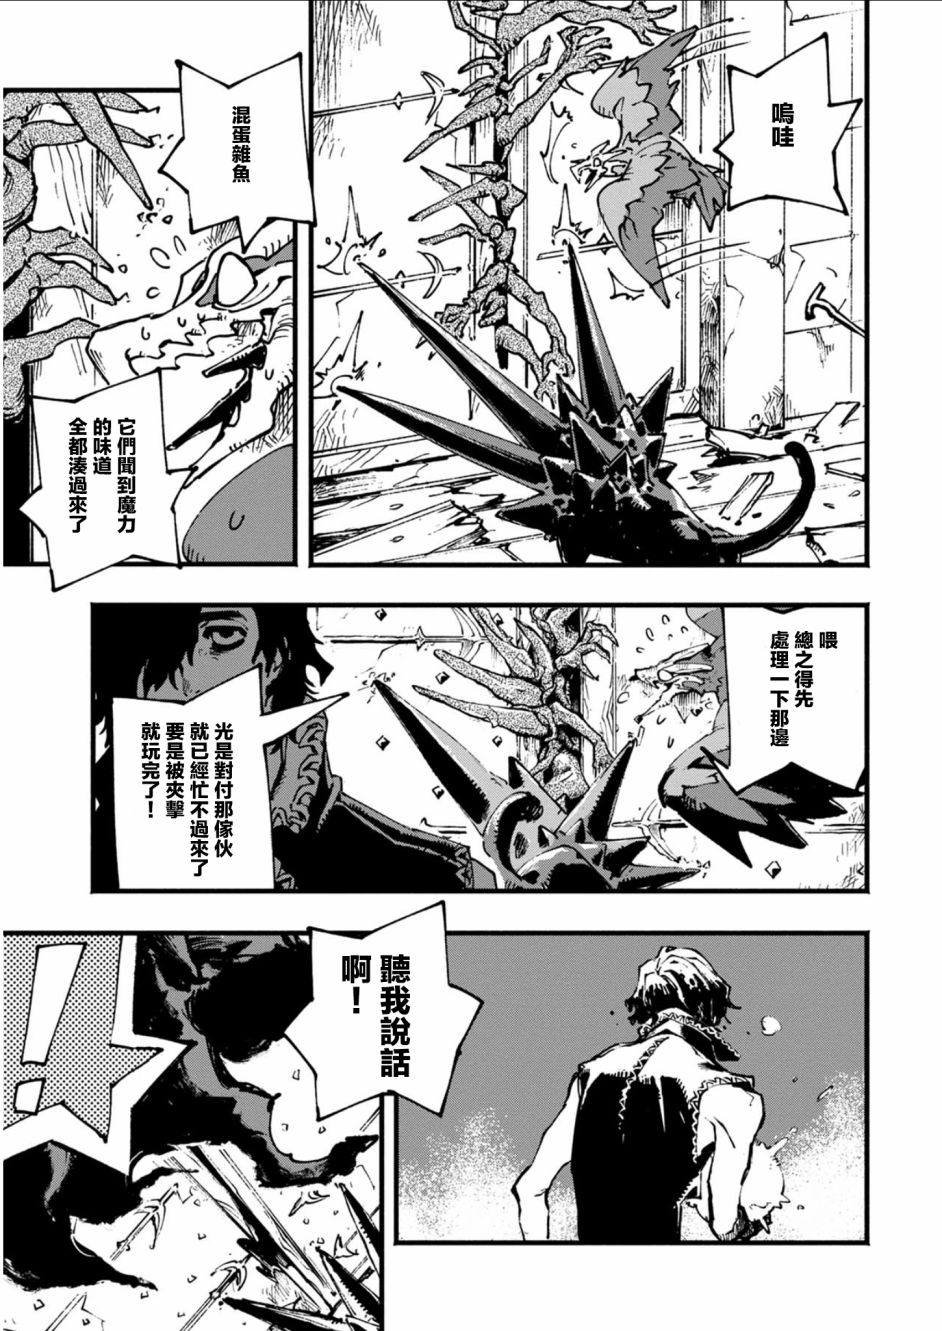 嗚哇
混蛋雜魚
它們聞到魔力
的味道
全都湊過來了
喂
總之得先
處理一下那邊
光是對付那傢伙
就已經忙不過來了
要是被夾擊
就玩完了！
聽我說話
啊！
！